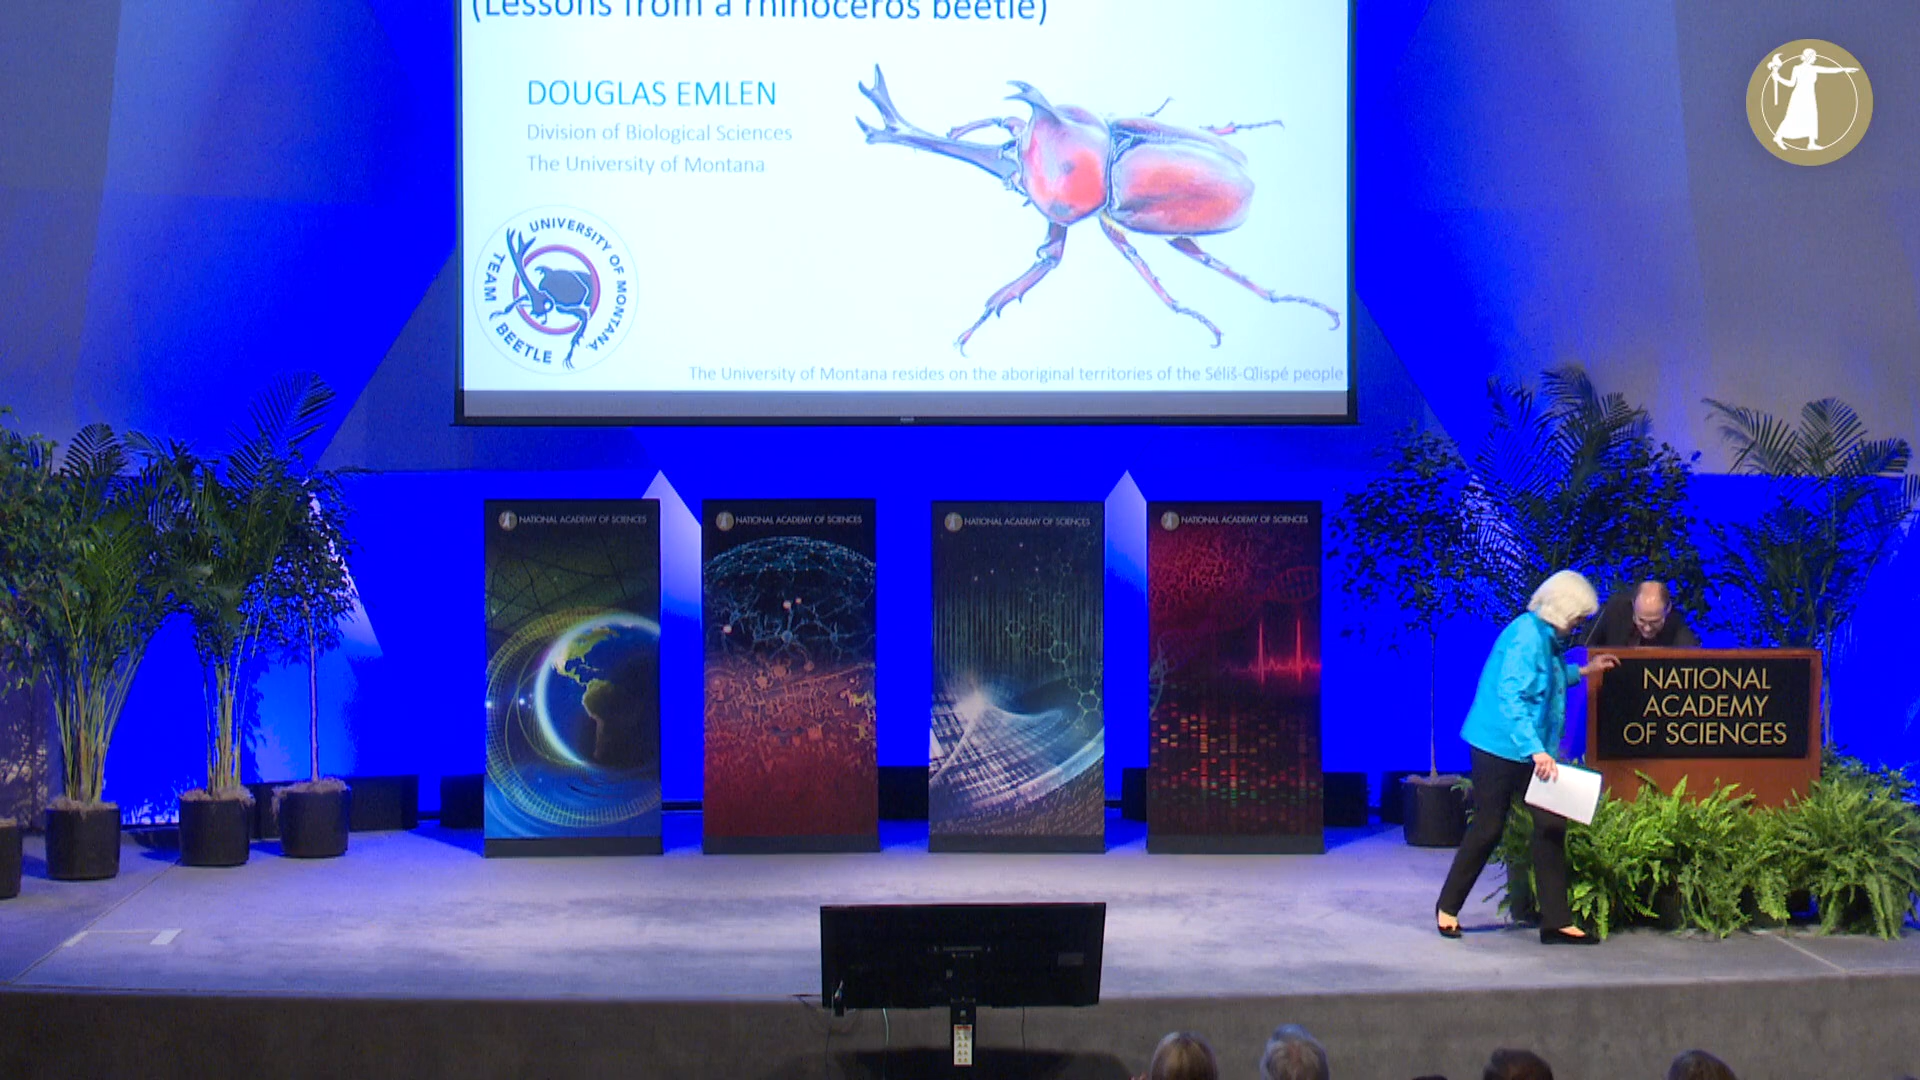 (Lessons from a rhinoceros beetle)
DOUGLAS EMLEN
Division of Biological Sciences
The University of Montana
UNIVERSITY OF MONTANA
TEAM BEETLE
The University of Montana resides on the aboriginal territories of the Séliš-Ql̓ispé people
NATIONAL ACADEMY OF SCIENCES
NATIONAL ACADEMY OF SCIENCES
NATIONAL ACADEMY OF SCIENCES
NATIONAL ACADEMY OF SCIENCES
NATIONAL
ACADEMY
OF SCIENCES